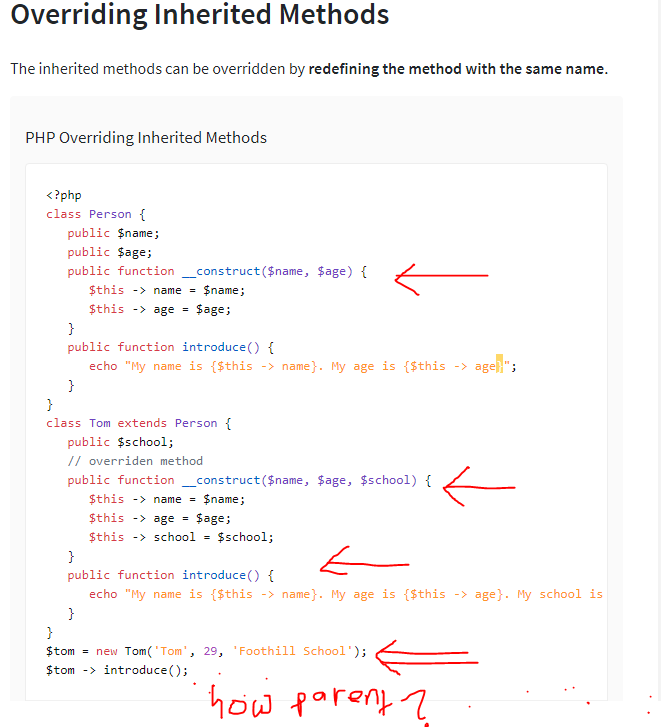 Overriding Inherited Methods
The inherited methods can be overridden by redefining the method with the same name.
PHP Overriding Inherited Methods
<?php
class Person {
public $name;
public $age;
public function __construct($name, $age) {
$this -> name = $name;
$this -> age = $age;
}
public function introduce() {
echo "My name is {$this -> name}. My age is {$this -> age}";
}
}
class Tom extends Person {
public $school;
// overriden method
public function __construct($name, $age, $school) {
$this -> name = $name;
$this -> age = $age;
$this -> school = $school;
}
public function introduce() {
echo "My name is {$this -> name}. My age is {$this -> age}. My school is
}
}
$tom = new Tom('Tom', 29, 'Foothill School');
$tom -> introduce();
how parent?